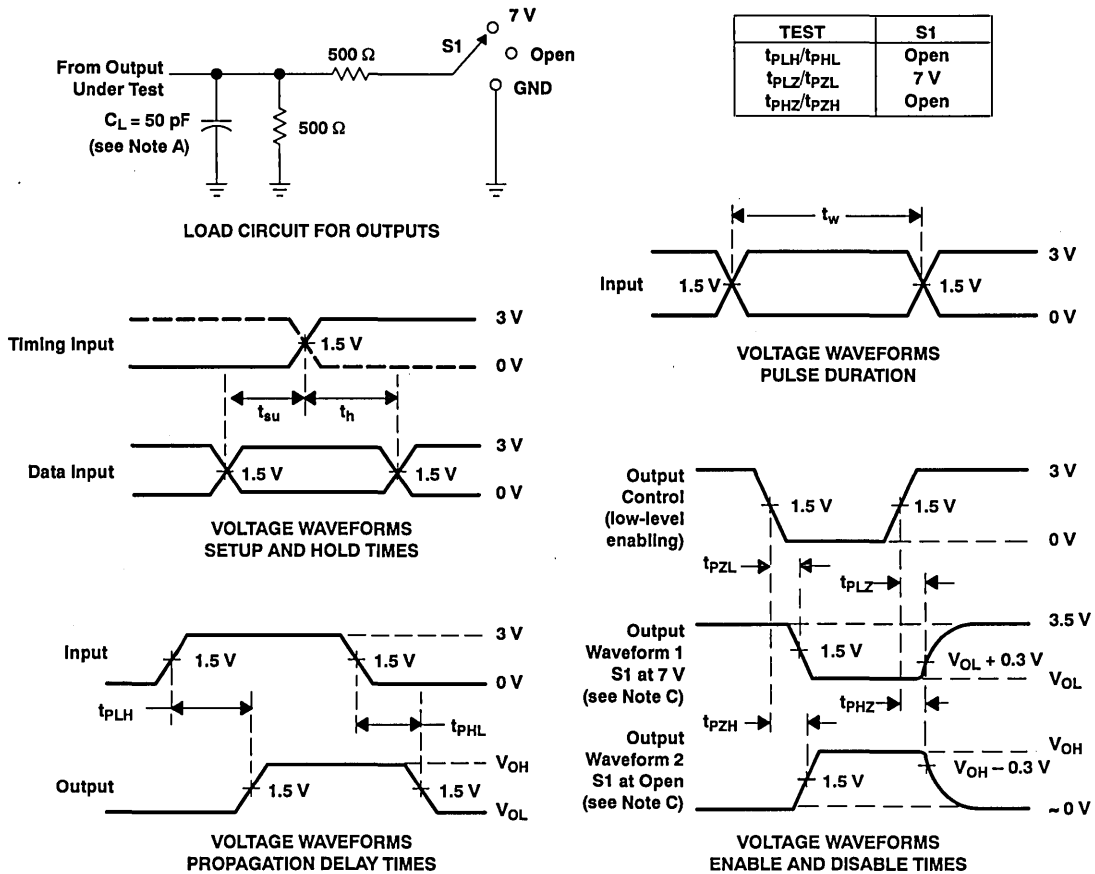 7 V
S1
Open
GND
500 Ω
From Output
Under Test
C_L = 50 pF
(see Note A)
500 Ω
LOAD CIRCUIT FOR OUTPUTS
TEST S1
t_PLH/t_PHL Open
t_PLZ/t_PZL 7 V
t_PHZ/t_PZH Open
t_w
Input
1.5 V
1.5 V
3 V
0 V
VOLTAGE WAVEFORMS
PULSE DURATION
Timing Input
1.5 V
3 V
0 V
t_su
t_h
Data Input
1.5 V
1.5 V
3 V
0 V
VOLTAGE WAVEFORMS
SETUP AND HOLD TIMES
Input
1.5 V
1.5 V
3 V
0 V
t_PLH
t_PHL
Output
1.5 V
1.5 V
V_OH
V_OL
VOLTAGE WAVEFORMS
PROPAGATION DELAY TIMES
Output
Control
(low-level
enabling)
1.5 V
1.5 V
3 V
0 V
t_PZL
t_PLZ
Output
Waveform 1
S1 at 7 V
(see Note C)
1.5 V
3.5 V
V_OL + 0.3 V
V_OL
t_PZH
t_PHZ
Output
Waveform 2
S1 at Open
(see Note C)
1.5 V
V_OH
V_OH – 0.3 V
~ 0 V
VOLTAGE WAVEFORMS
ENABLE AND DISABLE TIMES